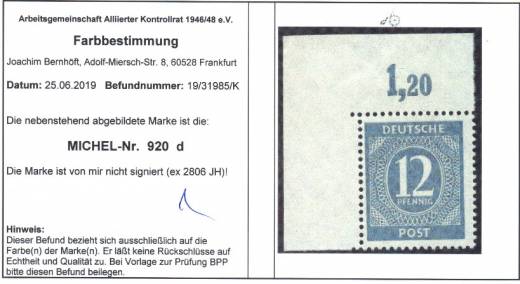 Arbeitsgemeinschaft Alliierter Kontrollrat 1946/48 e.V.
Farbbestimmung
Joachim Bernhöft, Adolf-Miersch-Str. 8, 60528 Frankfurt
Datum: 25.06.2019 Befundnummer: 19/31985/K
Die nebenstehend abgebildete Marke ist die:
MICHEL-Nr. 920 d
Die Marke ist von mir nicht signiert (ex 2806 JH)!
Hinweis:
Dieser Befund bezieht sich ausschließlich auf die
Farbe(n) der Marke(n). Er läßt keine Rückschlüsse auf
Echtheit und Qualität zu. Bei Vorlage zur Prüfung BPP
bitte diesen Befund beilegen.
1,20
DEUTSCHE
12
PFENNIG
POST